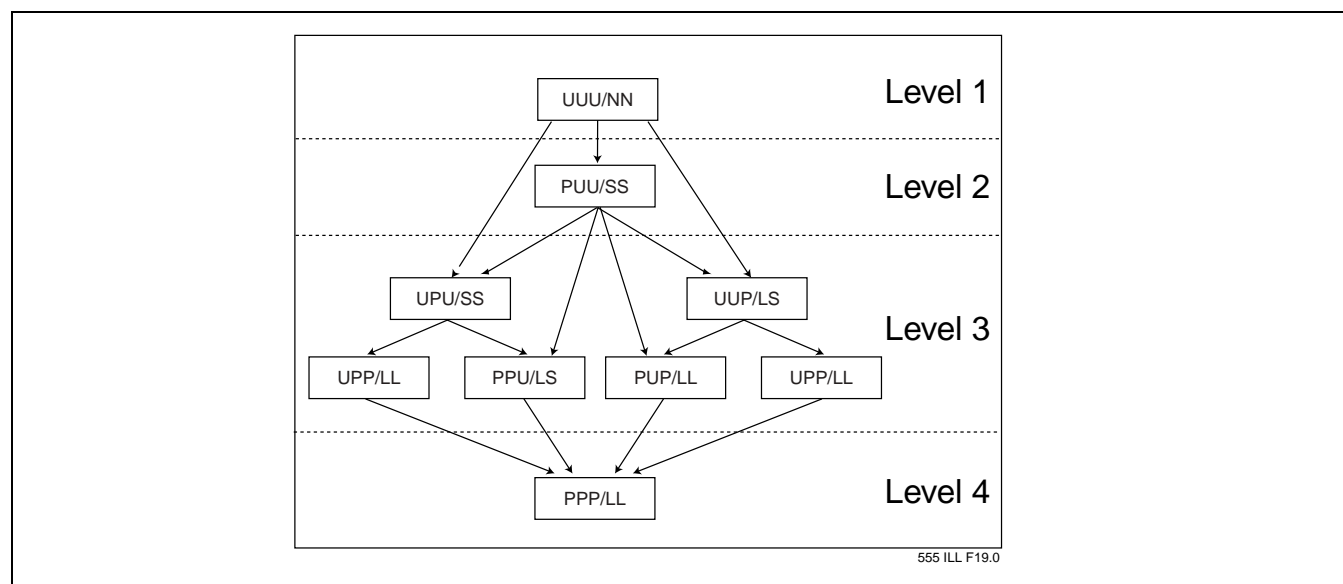 UUU/NN
Level 1
PUU/SS
Level 2
UPU/SS
UUP/LS
Level 3
UPP/LL
PPU/LS
PUP/LL
UPP/LL
PPP/LL
Level 4
555 ILL F19.0